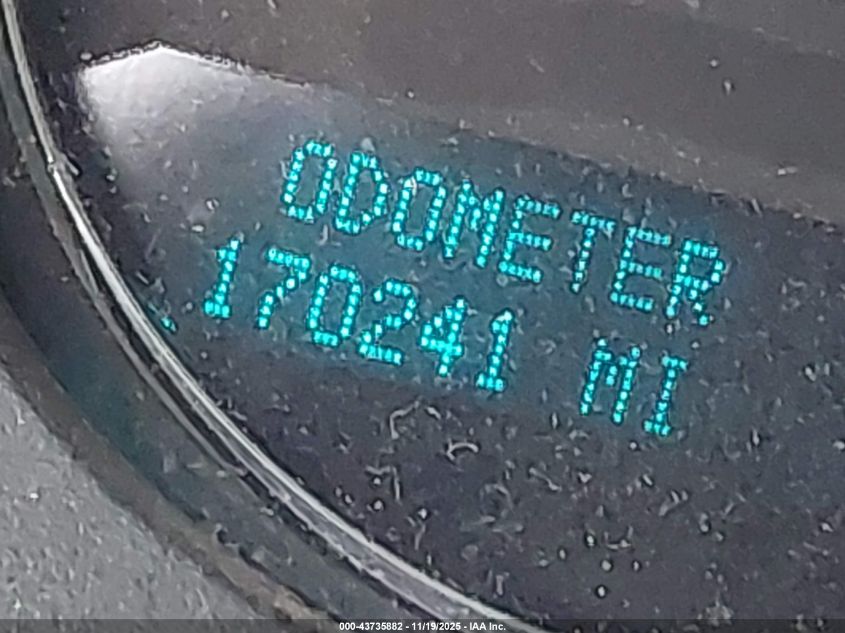 ODOMETER
170241 MI
000-43735882 - 11/19/2025 - IAA Inc.